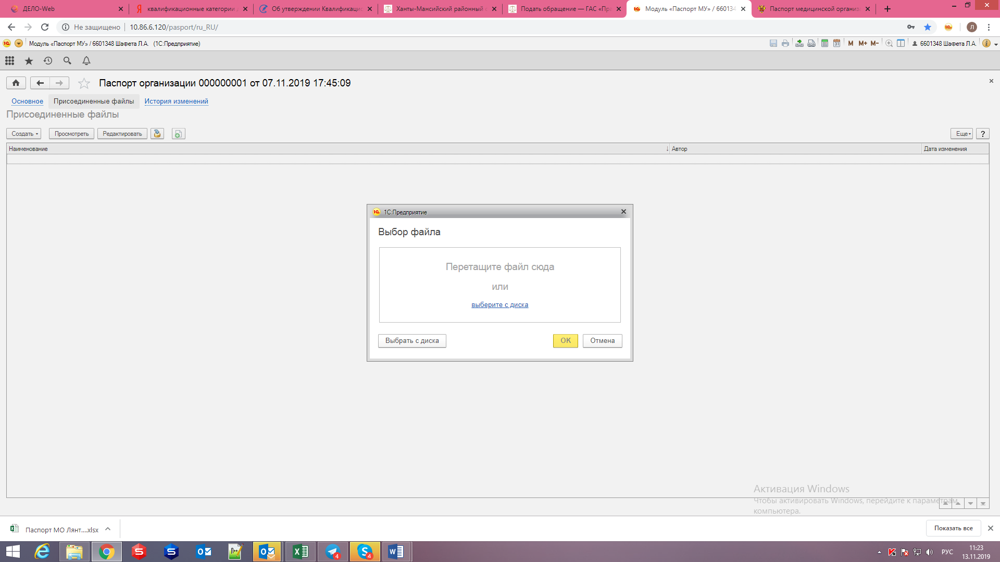 ДЕЛО-Web
квалификационные категории
Об утверждении Квалификаци
Ханты-Мансийский районный
Подать обращение — ГАС «Пра
Модуль «Паспорт МУ» / 66013
Паспорт медицинской организ
Не защищено
10.86.6.120/pasport/ru_RU/
Л
Модуль «Паспорт МУ» / 6601348 Шафета Л.А. (1С:Предприятие)
M M+ M-
6601348 Шафета Л.А.
Паспорт организации 000000001 от 07.11.2019 17:45:09
Основное Присоединенные файлы История изменений
Присоединенные файлы
Создать Просмотреть Редактировать Еще ?
Наименование ↓ Автор Дата изменения
1С:Предприятие
Выбор файла
Перетащите файл сюда
или
выберите с диска
Выбрать с диска OK Отмена
Активация Windows
Чтобы активировать Windows, перейдите к параметрам
компьютера.
Паспорт МО Лянт....xlsx
Показать все
4
4
РУС
11:23
13.11.2019